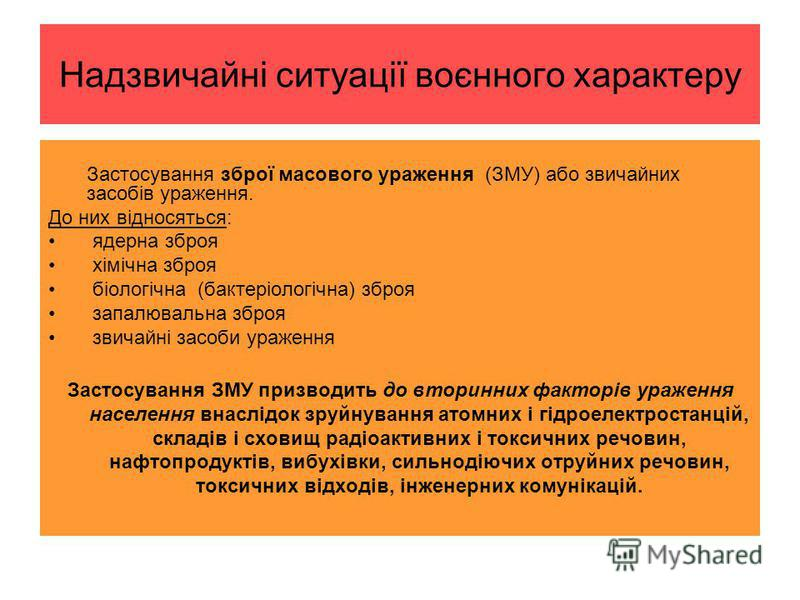 Надзвичайні ситуації воєнного характеру
Застосування зброї масового ураження (ЗМУ) або звичайних
засобів ураження.
До них відносяться:
• ядерна зброя
• хімічна зброя
• біологічна (бактеріологічна) зброя
• запалювальна зброя
• звичайні засоби ураження
Застосування ЗМУ призводить до вторинних факторів ураження
населення внаслідок зруйнування атомних і гідроелектростанцій,
складів і сховищ радіоактивних і токсичних речовин,
нафтопродуктів, вибухівки, сильнодіючих отруйних речовин,
токсичних відходів, інженерних комунікацій.
MyShared